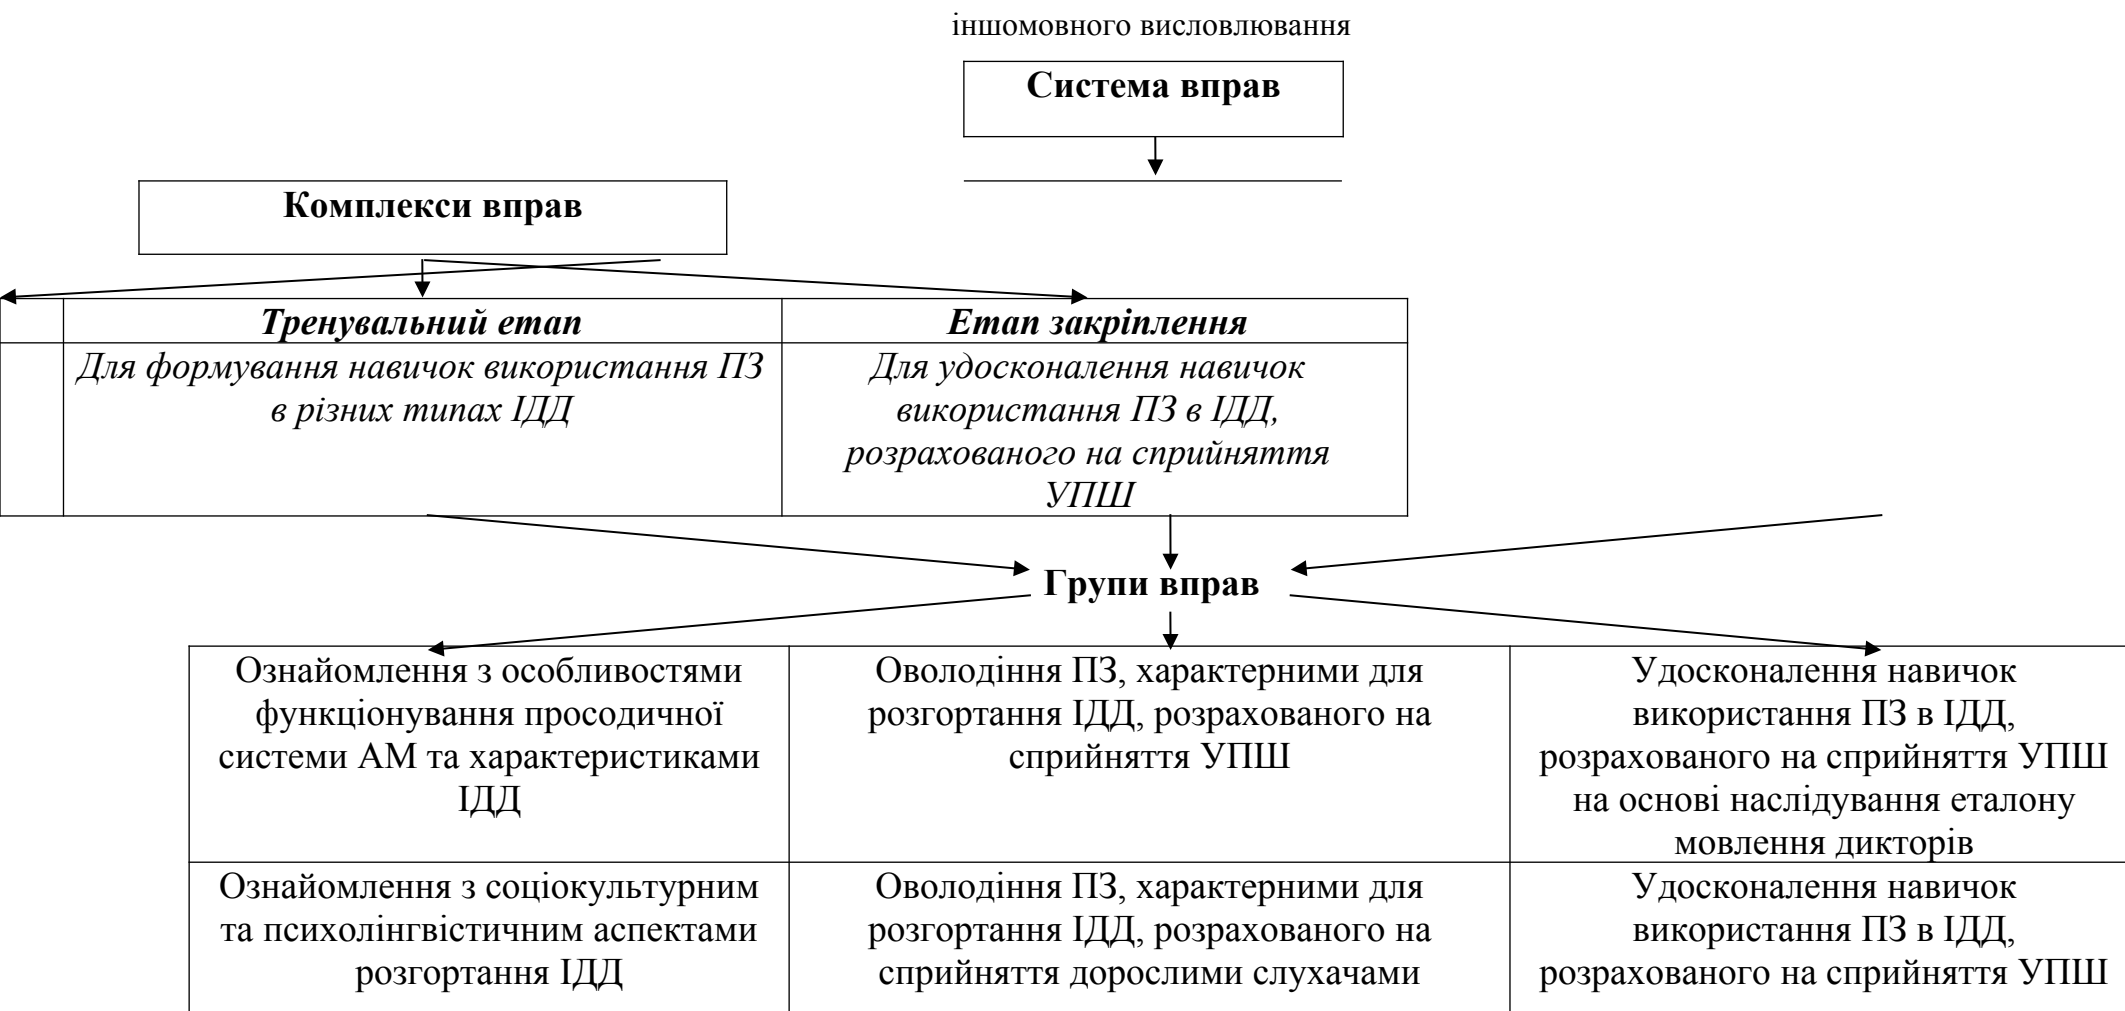 іншомовного висловлювання
Система вправ
Комплекси вправ
Тренувальний етап
Етап закріплення
Для формування навичок використання ПЗ
в різних типах ІДД
Для удосконалення навичок
використання ПЗ в ІДД,
розрахованого на сприйняття
УПШ
Групи вправ
Ознайомлення з особливостями
функціонування просодичної
системи АМ та характеристиками
ІДД
Оволодіння ПЗ, характерними для
розгортання ІДД, розрахованого на
сприйняття УПШ
Удосконалення навичок
використання ПЗ в ІДД,
розрахованого на сприйняття УПШ
на основі наслідування еталону
мовлення дикторів
Ознайомлення з соціокультурним
та психолінгвістичним аспектами
розгортання ІДД
Оволодіння ПЗ, характерними для
розгортання ІДД, розрахованого на
сприйняття дорослими слухачами
Удосконалення навичок
використання ПЗ в ІДД,
розрахованого на сприйняття УПШ